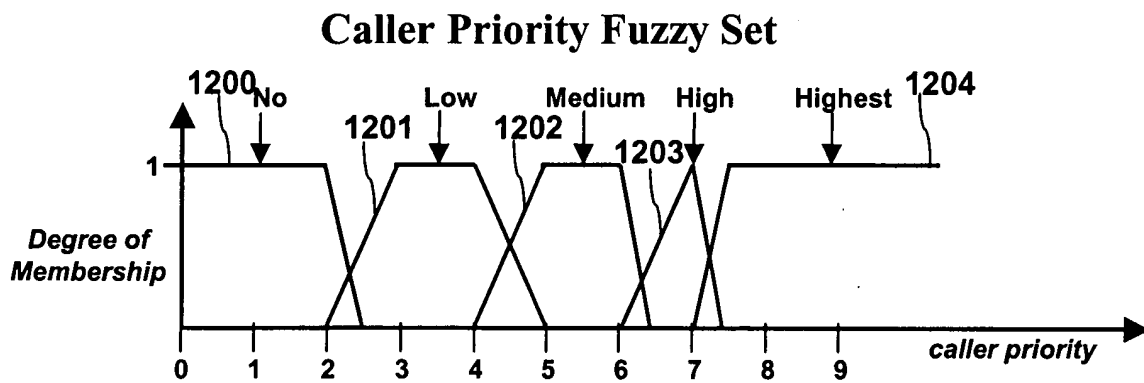 Caller Priority Fuzzy Set
1200
No
1201
Low
1202
Medium
1203
High
Highest
1204
1
Degree of
Membership
0 1 2 3 4 5 6 7 8 9
caller priority